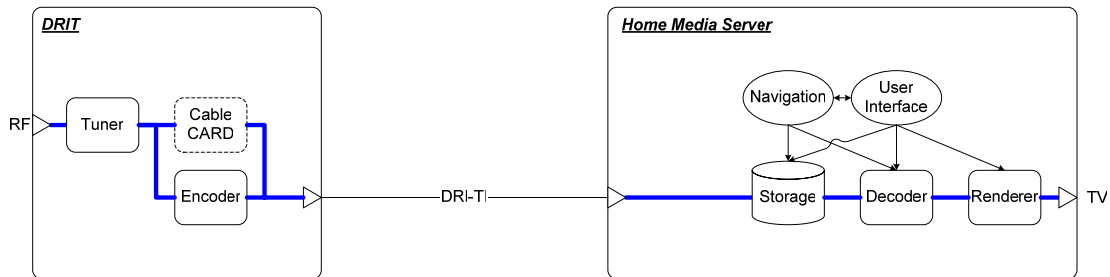 DRIT
Home Media Server
RF
Tuner
Cable
CARD
Encoder
DRI-TI
Navigation
User
Interface
Storage
Decoder
Renderer
TV